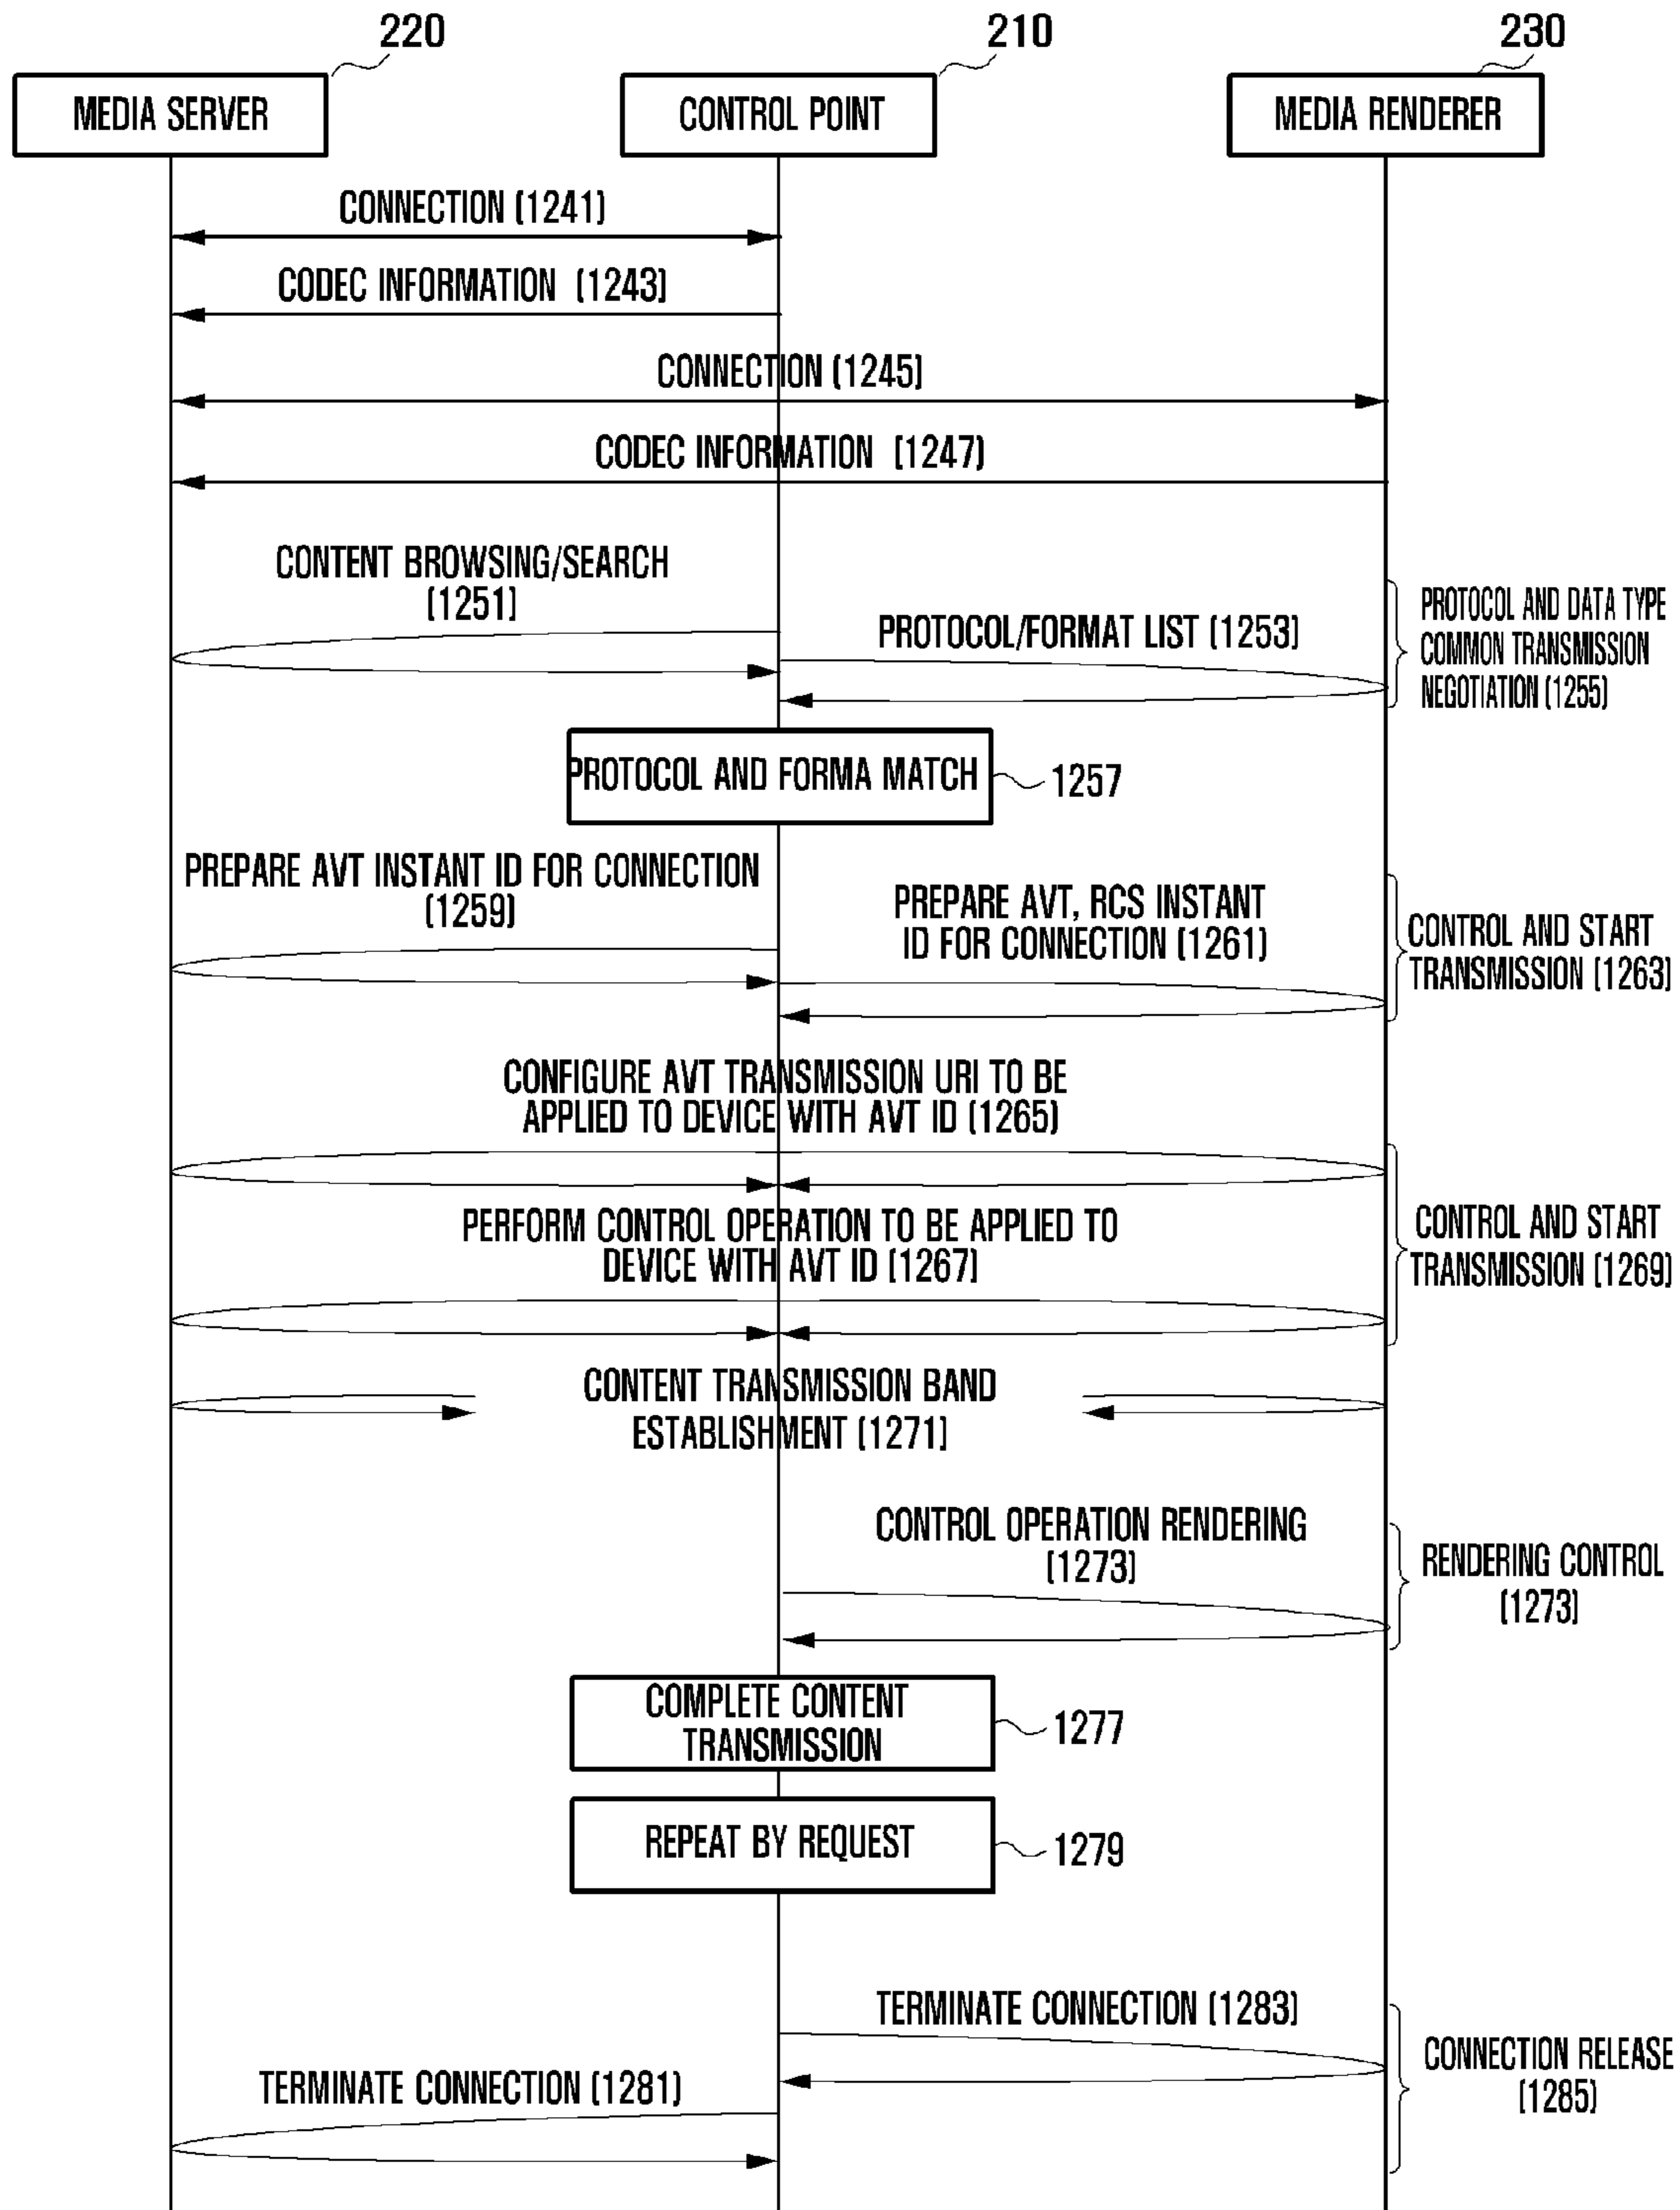 220
210
230
MEDIA SERVER
CONTROL POINT
MEDIA RENDERER
CONNECTION (1241)
CODEC INFORMATION (1243)
CONNECTION (1245)
CODEC INFORMATION (1247)
CONTENT BROWSING/SEARCH
(1251)
PROTOCOL/FORMAT LIST (1253)
PROTOCOL AND DATA TYPE
COMMON TRANSMISSION
NEGOTIATION (1255)
PROTOCOL AND FORMA MATCH
1257
PREPARE AVT INSTANT ID FOR CONNECTION
(1259)
PREPARE AVT, RCS INSTANT
ID FOR CONNECTION (1261)
CONTROL AND START
TRANSMISSION (1263)
CONFIGURE AVT TRANSMISSION URI TO BE
APPLIED TO DEVICE WITH AVT ID (1265)
PERFORM CONTROL OPERATION TO BE APPLIED TO
DEVICE WITH AVT ID (1267)
CONTROL AND START
TRANSMISSION (1269)
CONTENT TRANSMISSION BAND
ESTABLISHMENT (1271)
CONTROL OPERATION RENDERING
(1273)
RENDERING CONTROL
(1273)
COMPLETE CONTENT
TRANSMISSION
1277
REPEAT BY REQUEST
1279
TERMINATE CONNECTION (1283)
TERMINATE CONNECTION (1281)
CONNECTION RELEASE
(1285)